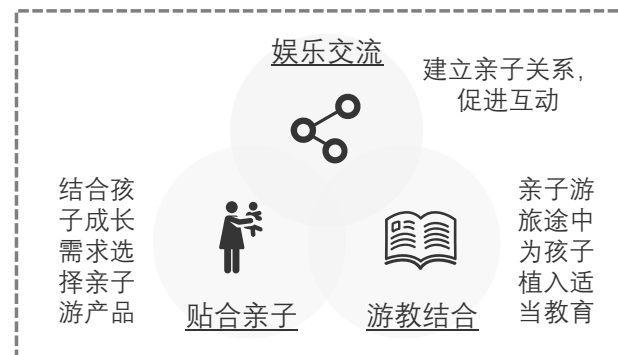 娱乐交流
建立亲子关系，
促进互动
结合孩
子成长
需求选
择亲子
游产品
贴合亲子
游教结合
亲子游
旅途中
为孩子
植入适
当教育